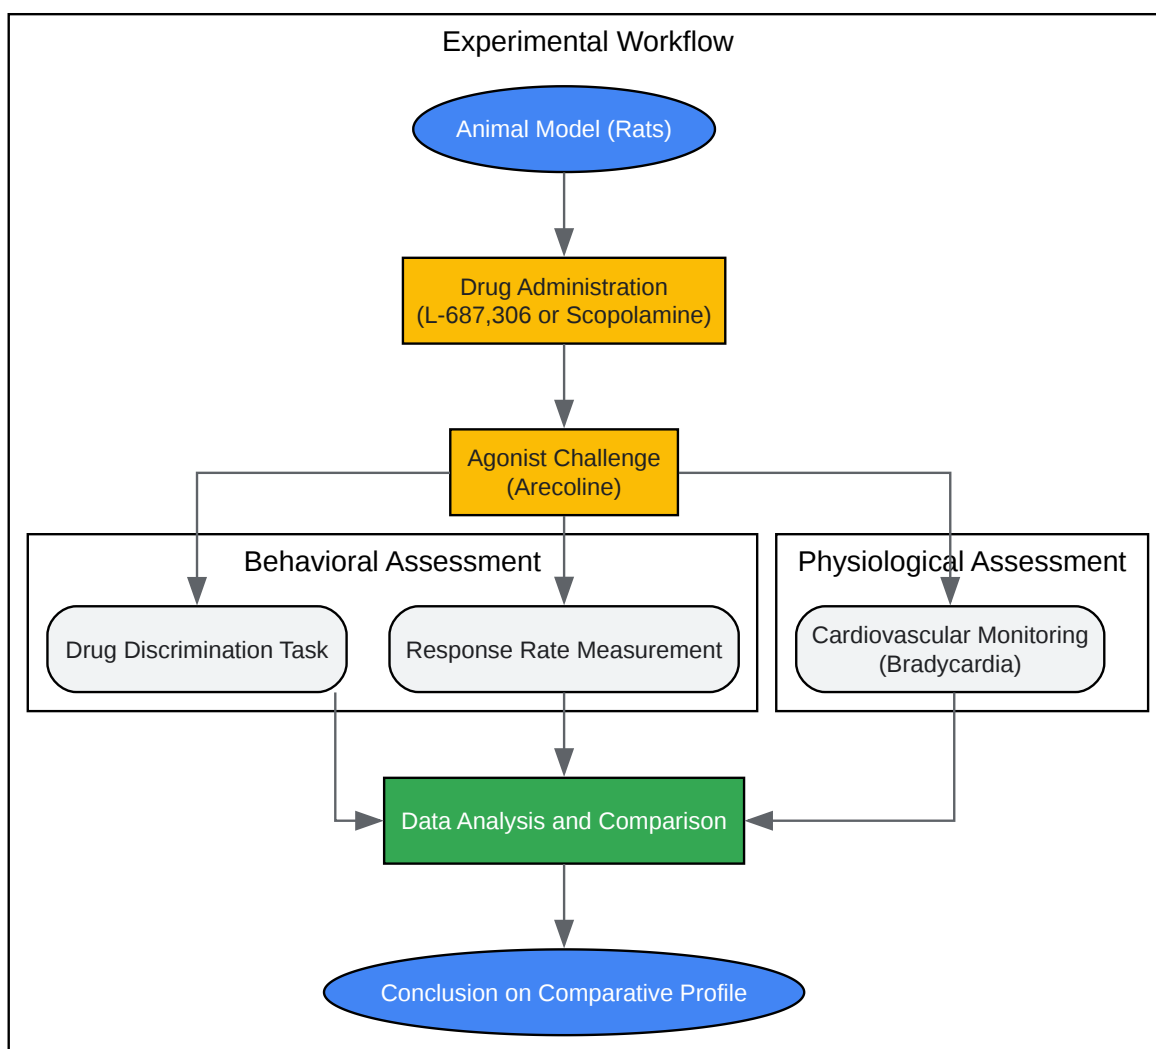 Experimental Workflow
Animal Model (Rats)
Drug Administration
(L-687,306 or Scopolamine)
Agonist Challenge
(Arecoline)
Behavioral Assessment
Physiological Assessment
Drug Discrimination Task
Response Rate Measurement
Cardiovascular Monitoring
(Bradycardia)
Data Analysis and Comparison
Conclusion on Comparative Profile